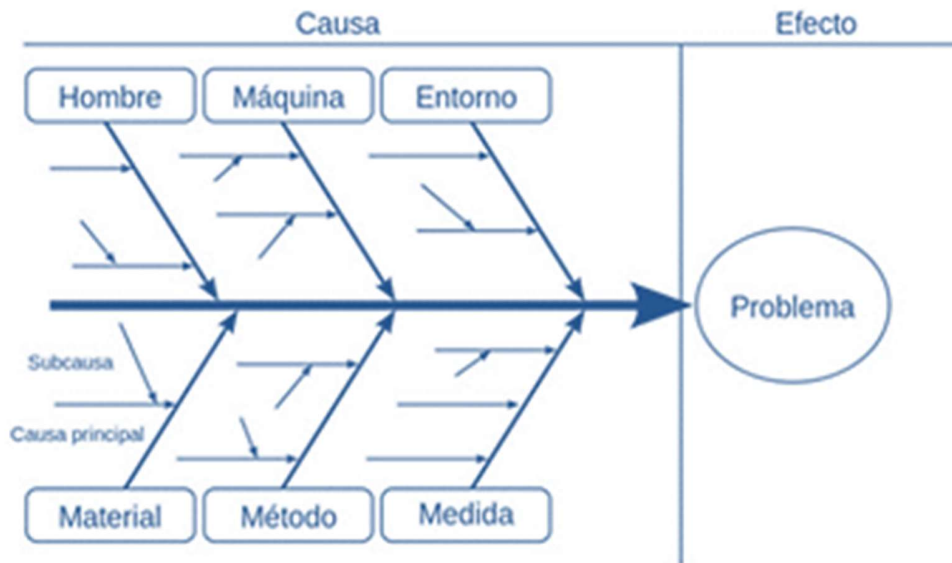 Causa
Efecto
Hombre
Máquina
Entorno
Problema
Subcausa
Causa principal
Material
Método
Medida